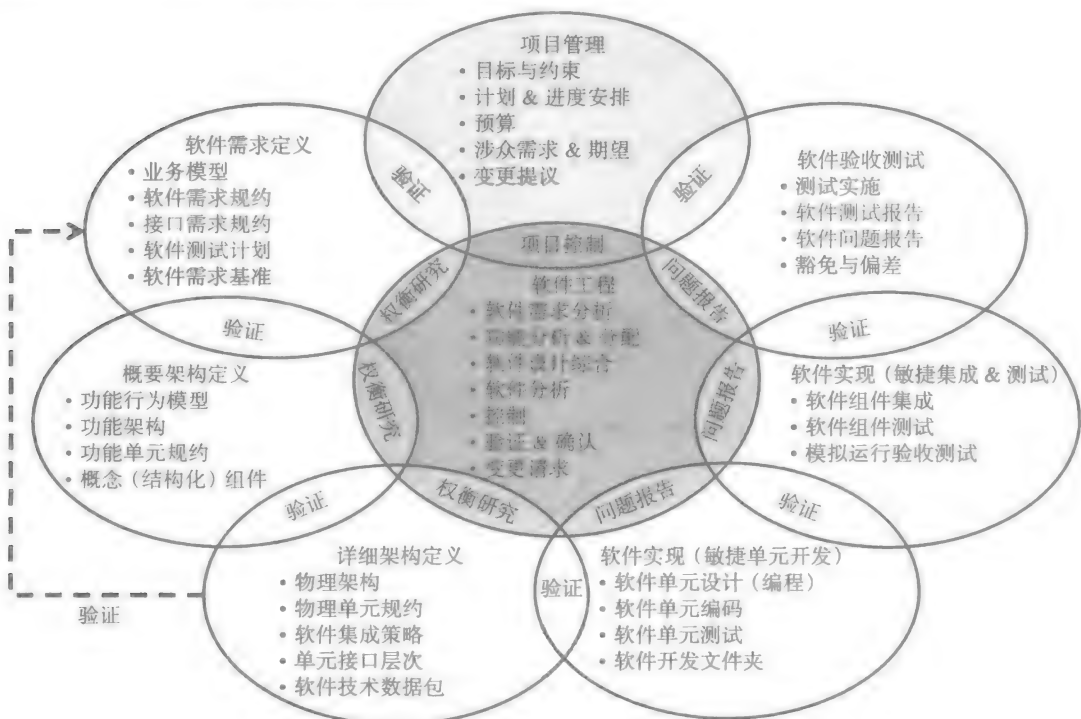 项目管理
• 目标与约束
• 计划 & 进度安排
• 预算
• 涉众需求 & 期望
• 变更提议
软件需求定义
• 业务模型
• 软件需求规约
• 接口需求规约
• 软件测试计划
• 软件需求基准
验证
验证
软件验收测试
• 测试实施
• 软件测试报告
• 软件问题报告
• 豁免与偏差
项目控制
权衡研究
问题报告
软件工程
• 软件需求分析
• 功能分析 & 分配
• 软件设计综合
• 软件分析
• 控制
• 验证 & 确认
• 变更请求
验证
验证
概要架构定义
• 功能行为模型
• 功能架构
• 功能单元规约
• 概念（结构化）组件
权衡研究
问题报告
软件实现（敏捷集成 & 测试）
• 软件组件集成
• 软件组件测试
• 模拟运行验收测试
验证
权衡研究
问题报告
验证
详细架构定义
• 物理架构
• 物理单元规约
• 软件集成策略
• 单元接口层次
• 软件技术数据包
验证
软件实现（敏捷单元开发）
• 软件单元设计（编程）
• 软件单元编码
• 软件单元测试
• 软件开发文件夹
验证